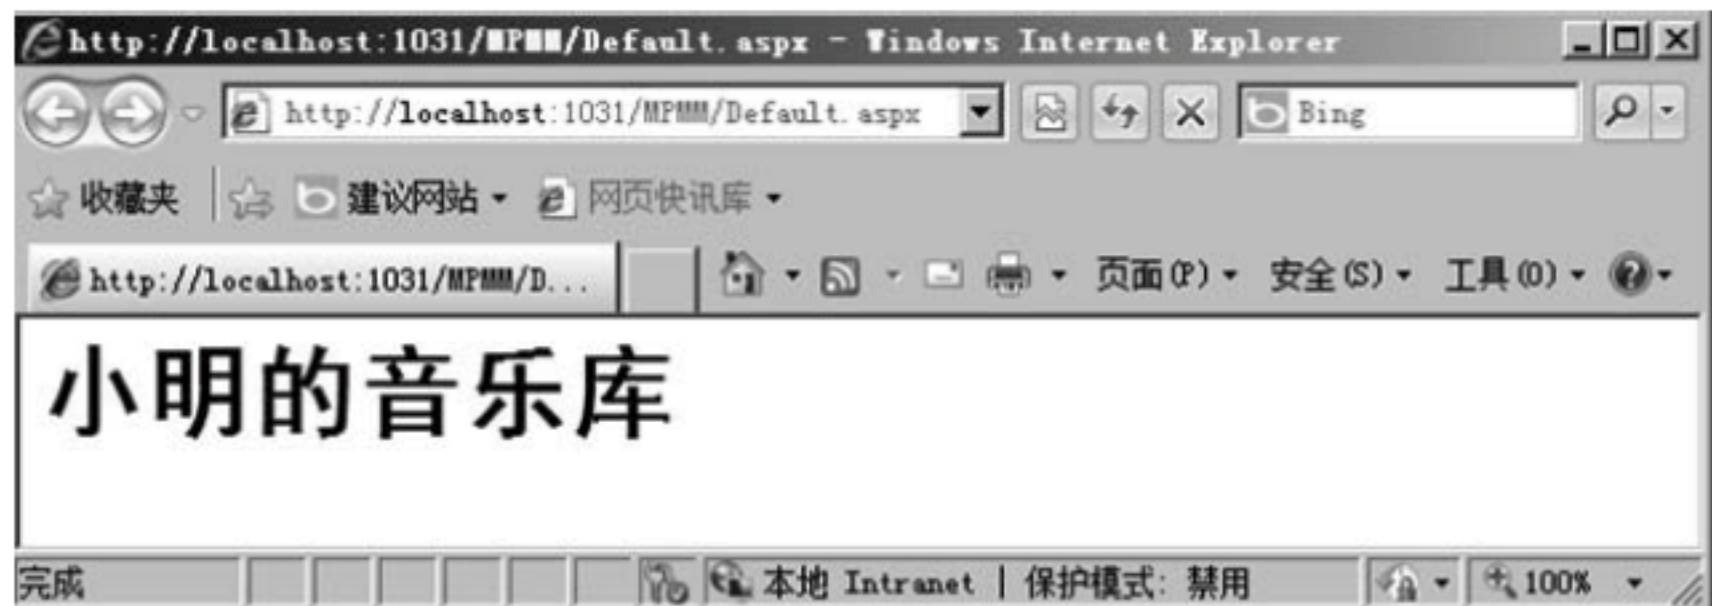 http://localhost:1031/MPMM/Default.aspx - Windows Internet Explorer
http://localhost:1031/MPMM/Default.aspx Bing
收藏夹 建议网站 网页快讯库
http://localhost:1031/MPMM/D... 页面(P) 安全(S) 工具(O)
小明的音乐库
完成 本地 Intranet | 保护模式: 禁用 100%